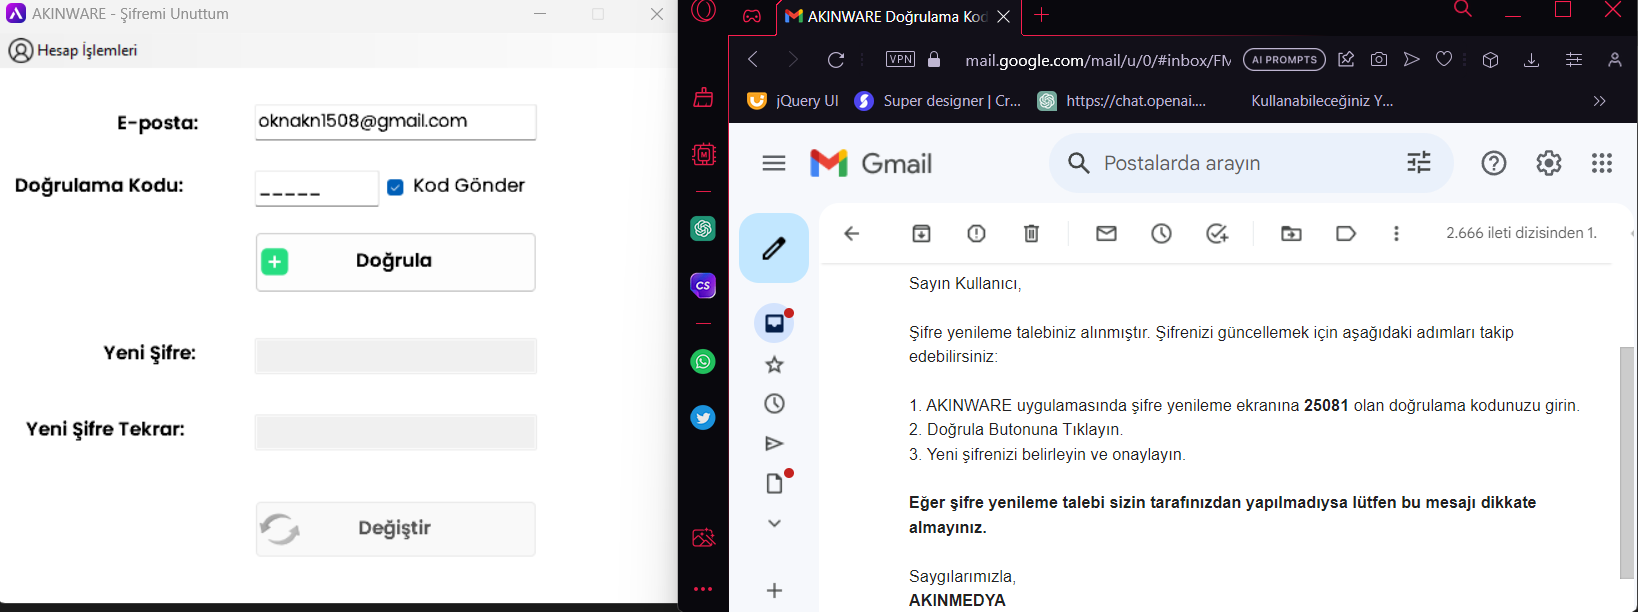 AKINWARE - Şifremi Unuttum
Hesap İşlemleri
E-posta: oknakn1508@gmail.com
Doğrulama Kodu: _____ Kod Gönder
Doğrula
Yeni Şifre:
Yeni Şifre Tekrar:
Değiştir
AKINWARE Doğrulama Kod
VPN mail.google.com/mail/u/0/#inbox/FM AI PROMPTS
jQuery UI Super designer | Cr... https://chat.openai.... Kullanabileceğiniz Y...
M
CS
Gmail Postalarda arayın
2.666 ileti dizisinden 1.
Sayın Kullanıcı,
Şifre yenileme talebiniz alınmıştır. Şifrenizi güncellemek için aşağıdaki adımları takip
edebilirsiniz:
1. AKINWARE uygulamasında şifre yenileme ekranına 25081 olan doğrulama kodunuzu girin.
2. Doğrula Butonuna Tıklayın.
3. Yeni şifrenizi belirleyin ve onaylayın.
Eğer şifre yenileme talebi sizin tarafınızdan yapılmadıysa lütfen bu mesajı dikkate
almayınız.
Saygılarımızla,
AKINMEDYA